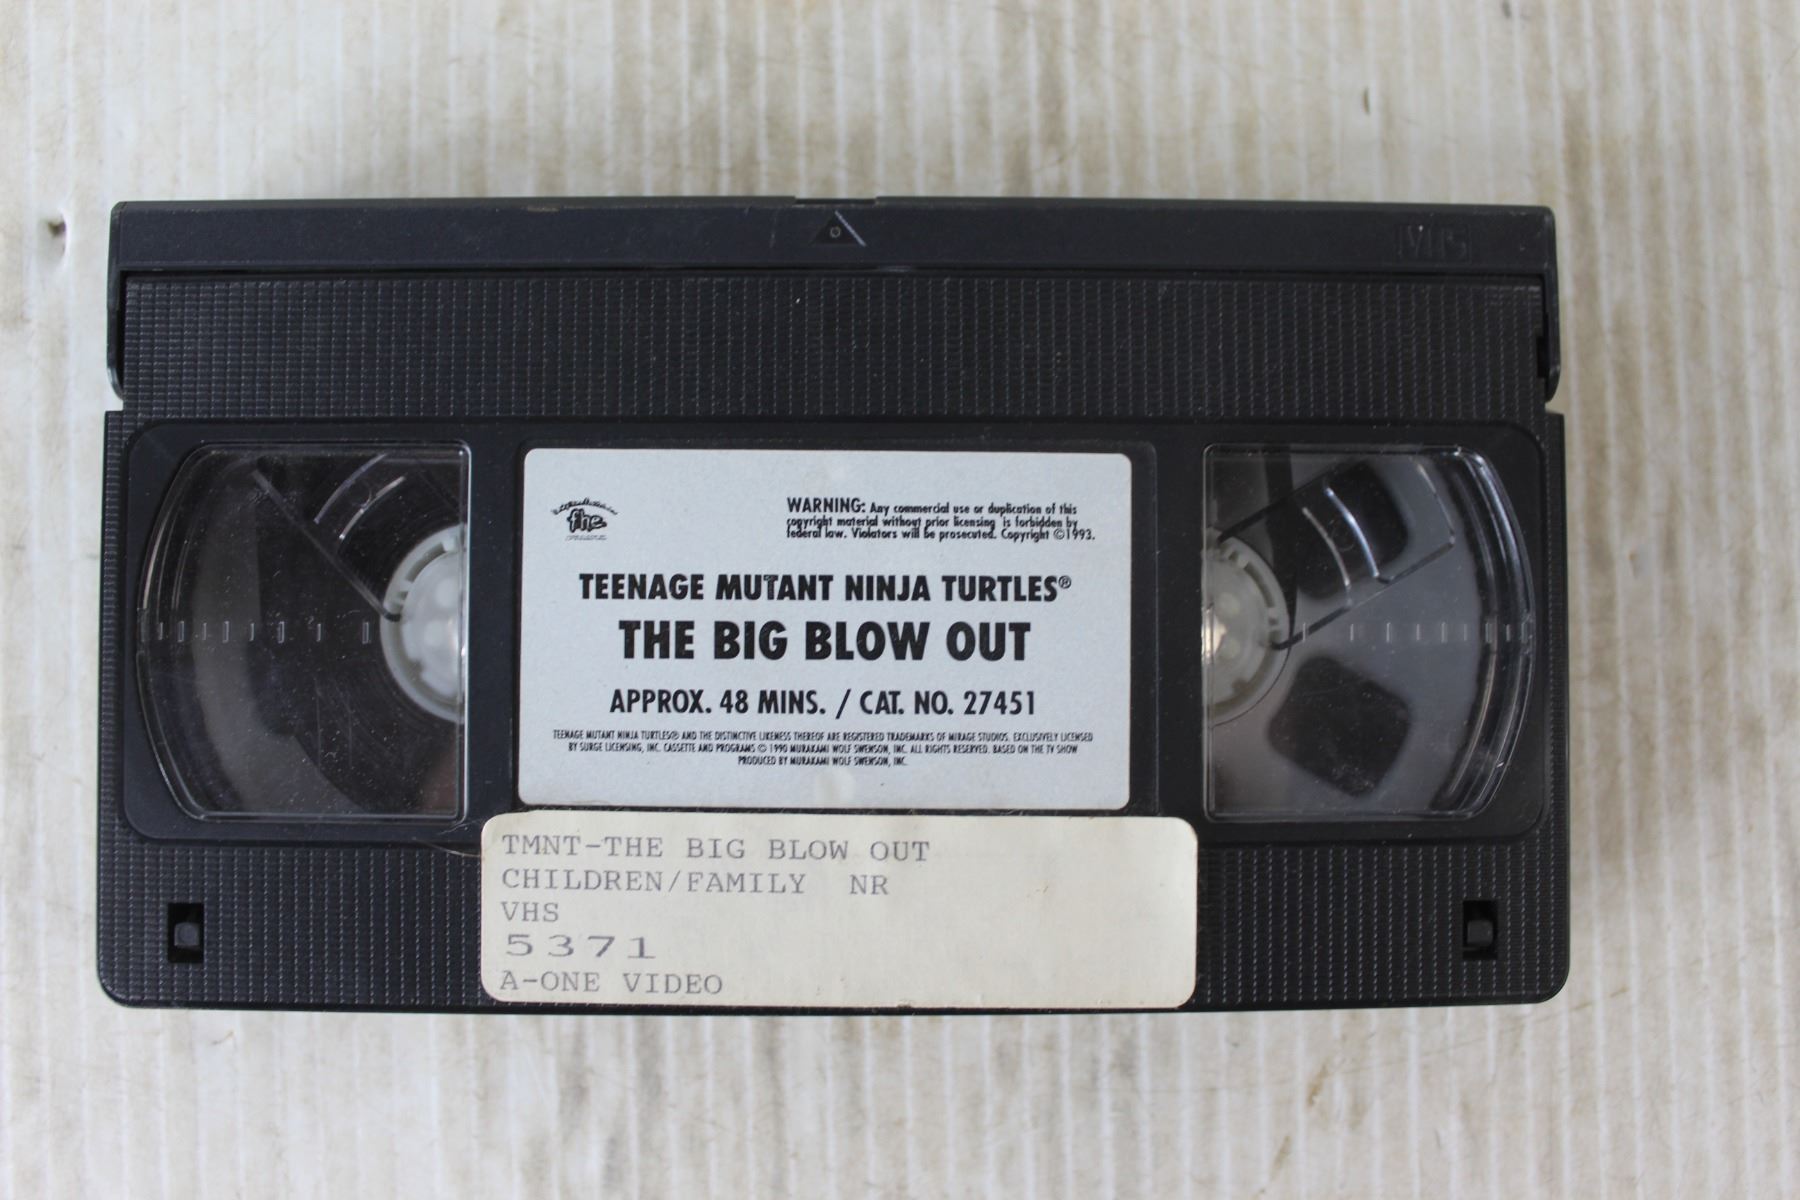 VHS
fhe
WARNING: Any commercial use or duplication of this
copyright material without prior licensing is forbidden by
federal law. Violators will be prosecuted. Copyright ©1993.
TEENAGE MUTANT NINJA TURTLES®
THE BIG BLOW OUT
APPROX. 48 MINS. / CAT. NO. 27451
TEENAGE MUTANT NINJA TURTLES® AND THE DISTINCTIVE LIKENESS THEREOF ARE REGISTERED TRADEMARKS OF MIRAGE STUDIOS. EXCLUSIVELY LICENSED
BY SURGE LICENSING, INC. CASSETTE AND PROGRAMS © 1990 MURAKAMI WOLF SWENSON, INC. ALL RIGHTS RESERVED. BASED ON THE TV SHOW
PRODUCED BY MURAKAMI WOLF SWENSON, INC.
TMNT-THE BIG BLOW OUT
CHILDREN/FAMILY NR
VHS
5371
A-ONE VIDEO